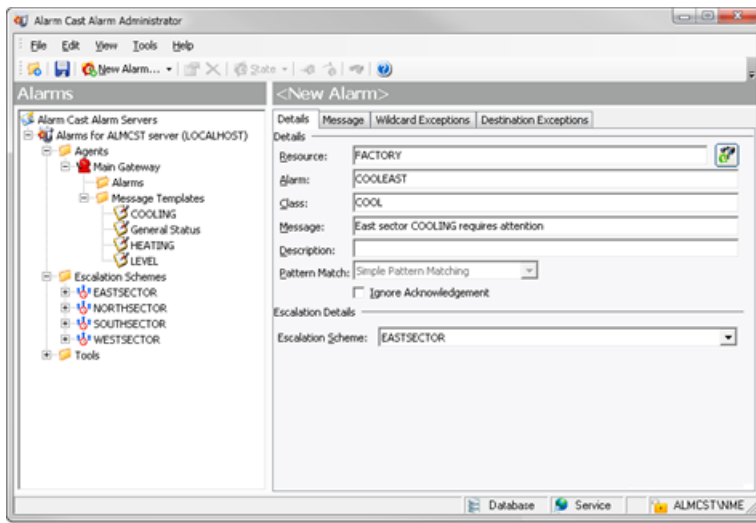 Alarm Cast Alarm Administrator
File Edit View Tools Help
New Alarm... State
Alarms
<New Alarm>
Alarm Cast Alarm Servers
Alarms for ALMCST server (LOCALHOST)
Agents
Main Gateway
Alarms
Message Templates
COOLING
General Status
HEATING
LEVEL
Escalation Schemes
EASTSECTOR
NORTHSECTOR
SOUTHSECTOR
WESTSECTOR
Tools
Details Message Wildcard Exceptions Destination Exceptions
Details
Resource: FACTORY
Alarm: COOLEAST
Class: COOL
Message: East sector COOLING requires attention
Description:
Pattern Match: Simple Pattern Matching
Ignore Acknowledgement
Escalation Details
Escalation Scheme: EASTSECTOR
Database Service ALMCST\NME